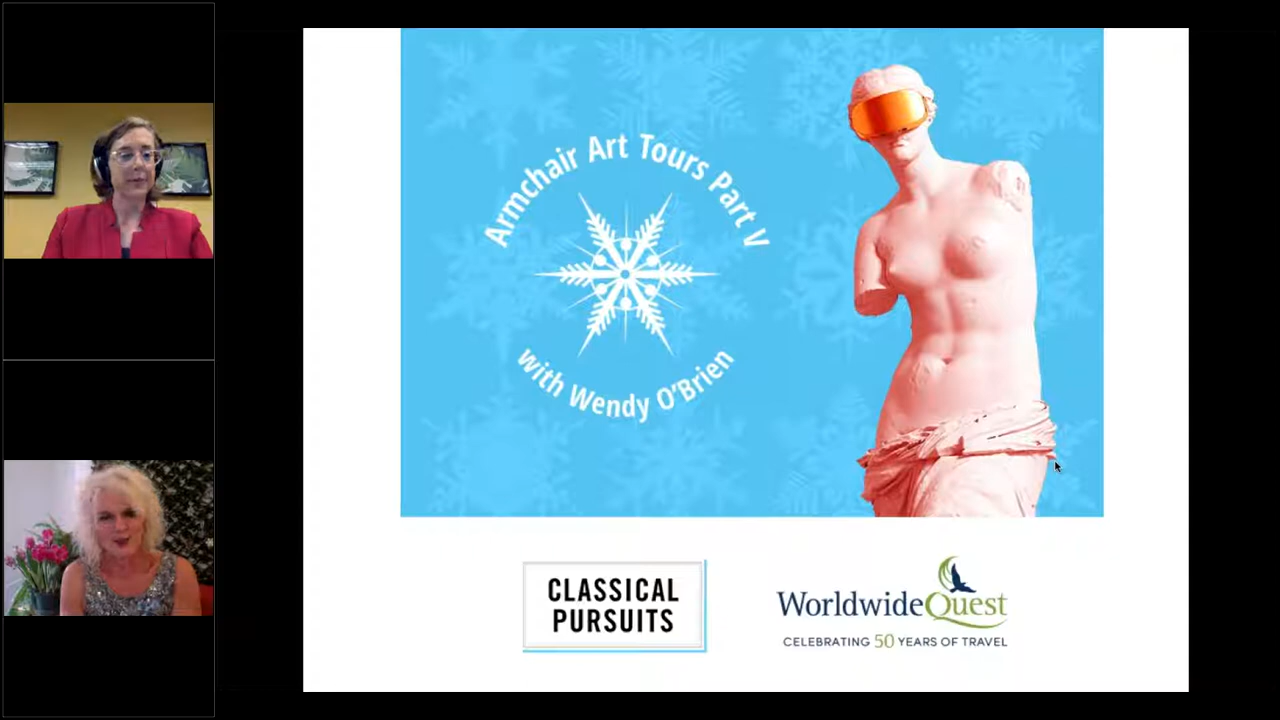 Armchair Art Tours Part V
with Wendy O'Brien
CLASSICAL
PURSUITS
WorldwideQuest
CELEBRATING 50 YEARS OF TRAVEL